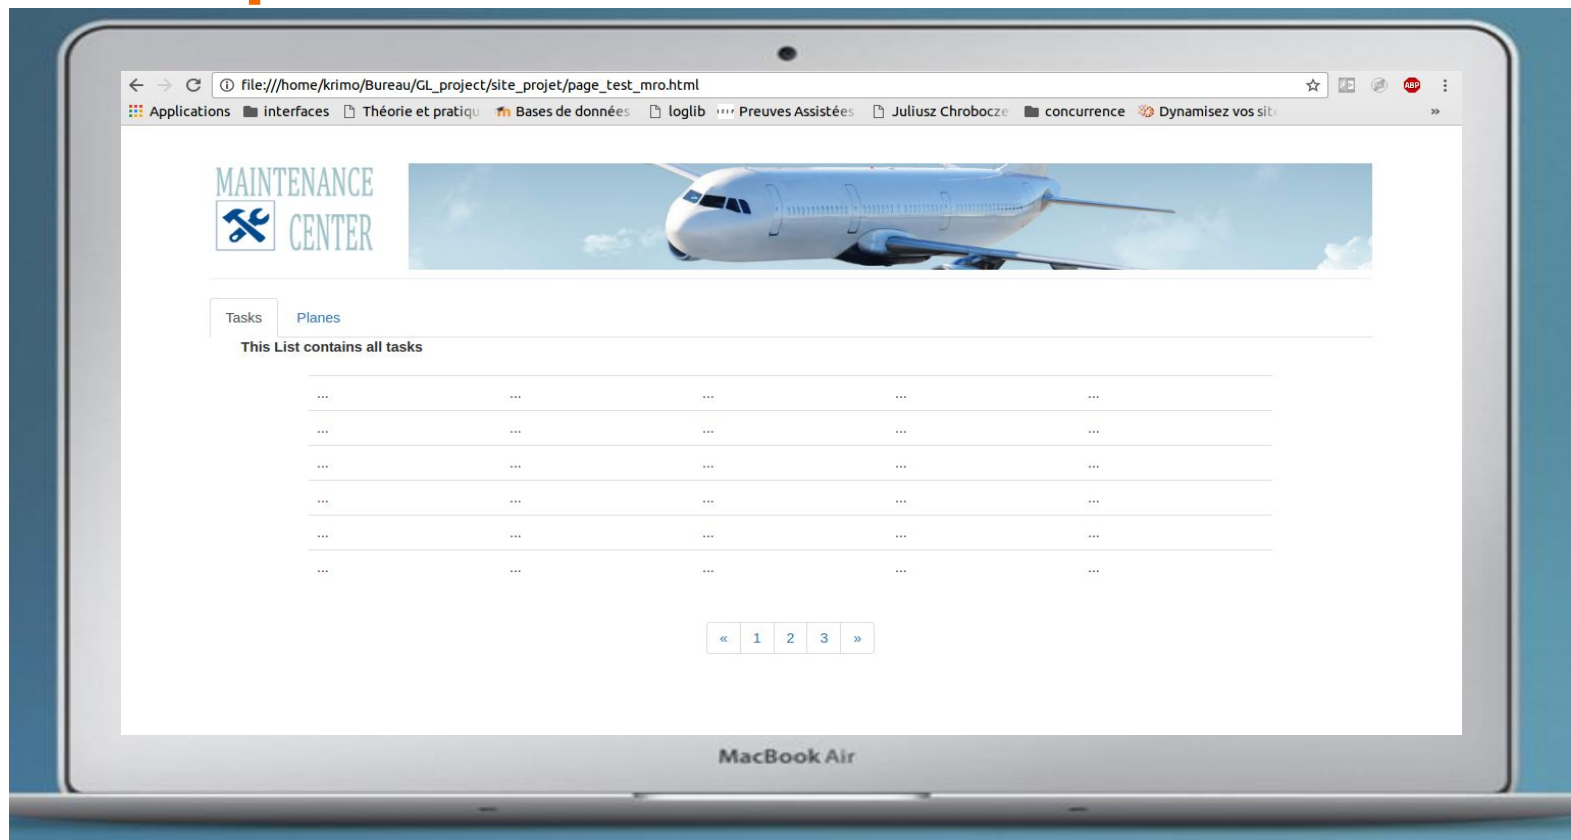 file:///home/krimo/Bureau/GL_project/site_projet/page_test_mro.html
Applications interfaces Théorie et pratiqu Bases de données loglib Preuves Assistées Juliusz Chrobocze Concurrence Dynamisez vos sit »
MAINTENANCE
CENTER
Tasks Planes
This List contains all tasks
... ... ... ... ...
... ... ... ... ...
... ... ... ... ...
... ... ... ... ...
... ... ... ... ...
... ... ... ... ...
« 1 2 3 »
MacBook Air